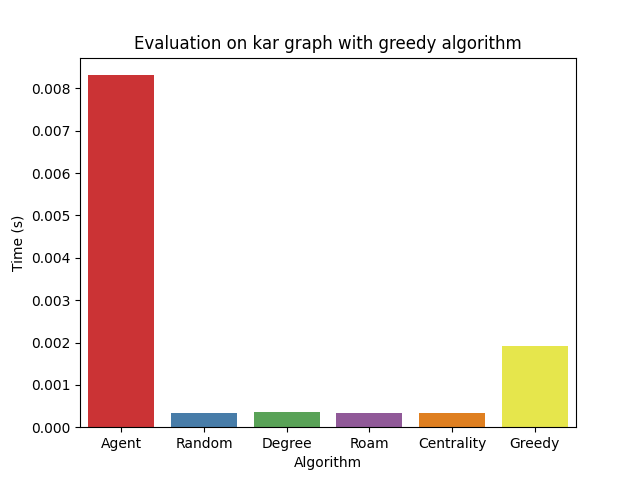 Evaluation on kar graph with greedy algorithm
0.008
0.007
0.006
0.005
0.004
0.003
0.002
0.001
0.000
Time (s)
Agent Random Degree Roam Centrality Greedy
Algorithm